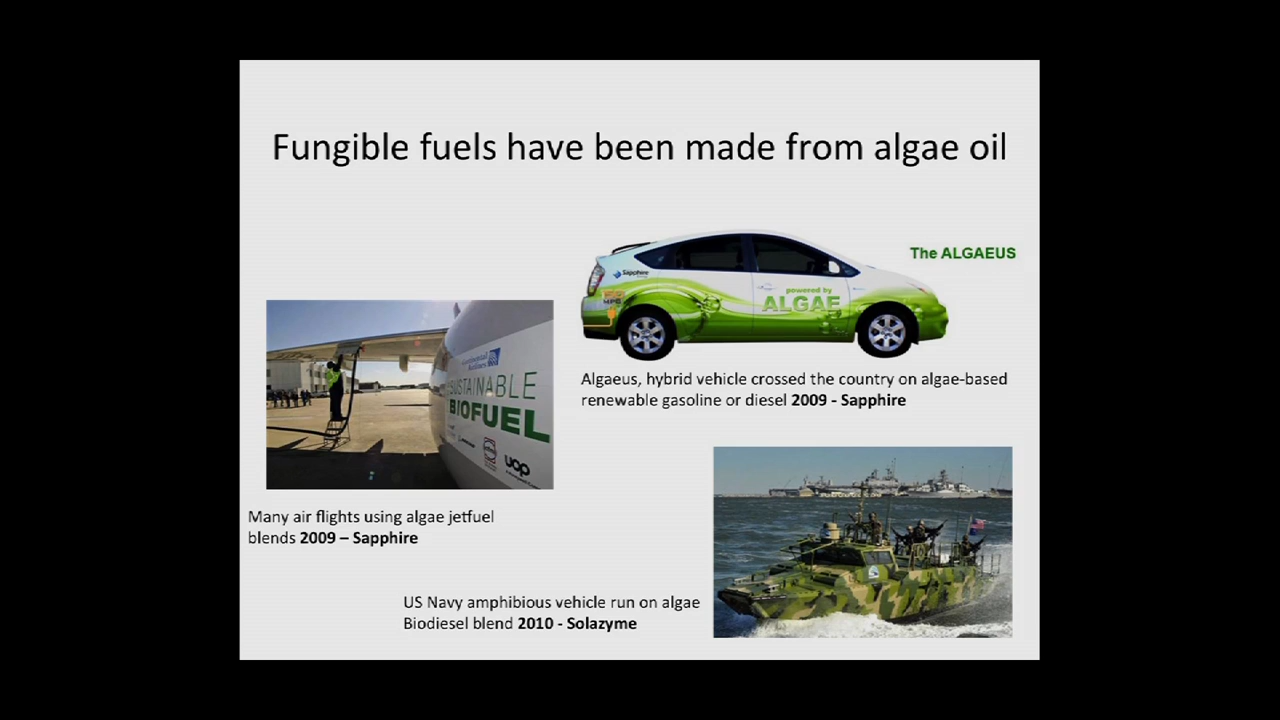 Fungible fuels have been made from algae oil
The ALGAEUS
Sapphire
powered by
ALGAE
Algaeus, hybrid vehicle crossed the country on algae-based
renewable gasoline or diesel 2009 - Sapphire
Continental
Airlines
SUSTAINABLE
BIOFUEL
uop
Many air flights using algae jetfuel
blends 2009 – Sapphire
US Navy amphibious vehicle run on algae
Biodiesel blend 2010 - Solazyme